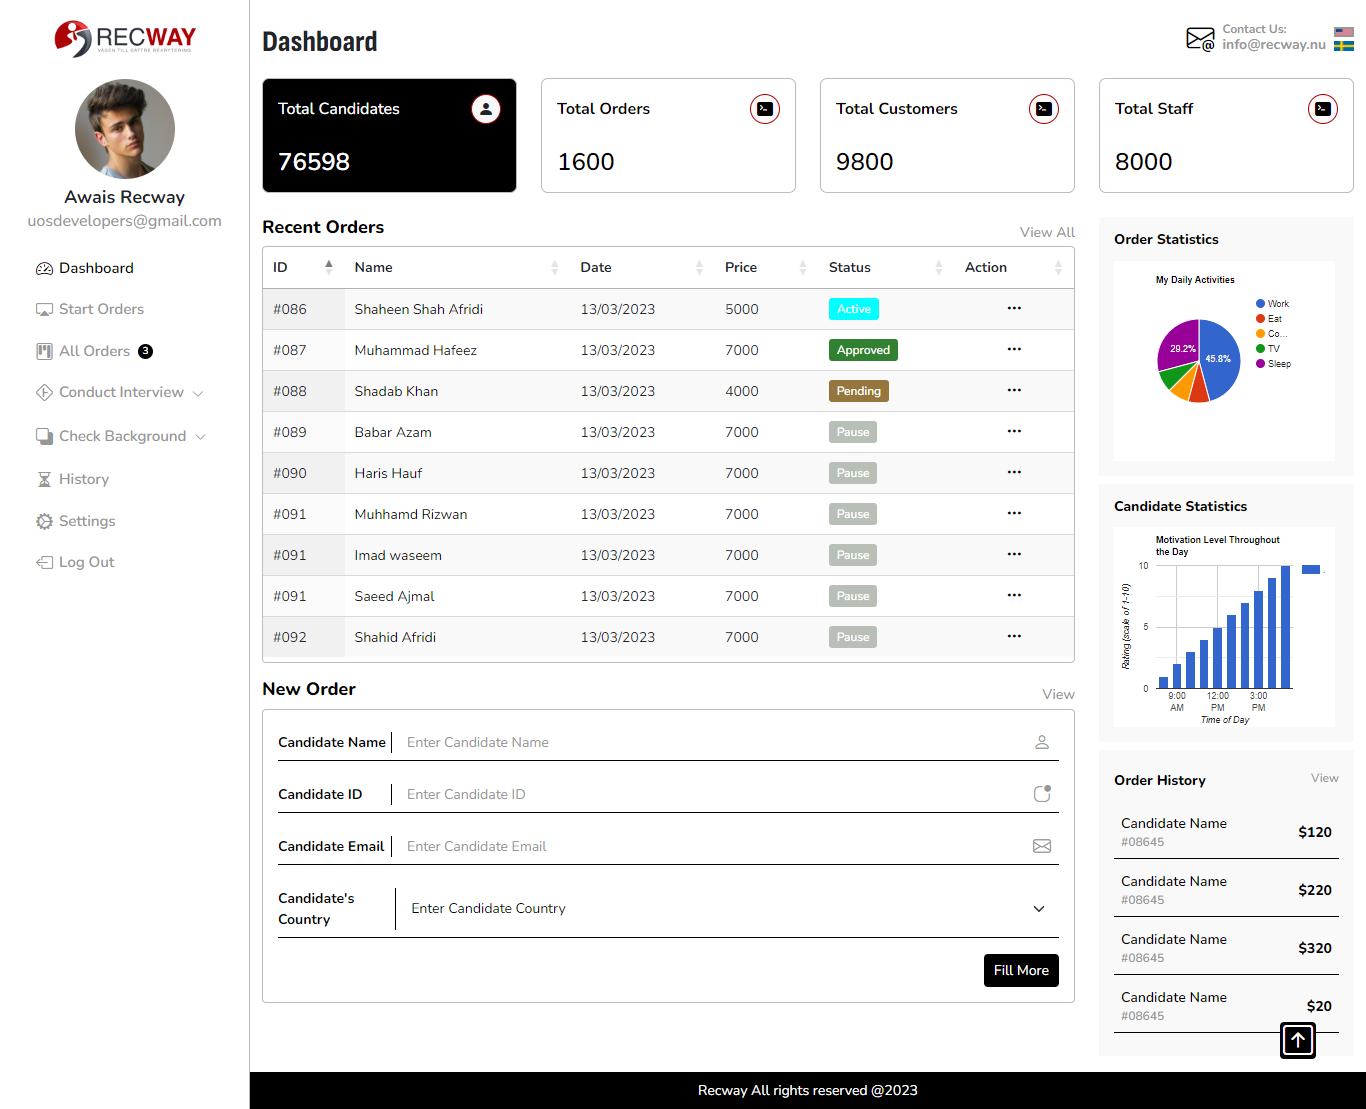 RECWAY
VAGEN TILL BATTRE REKRYTERING
Awais Recway
uosdevelopers@gmail.com
Dashboard
Start Orders
All Orders 3
Conduct Interview
Check Background
History
Settings
Log Out
Dashboard
Contact Us:
info@recway.nu
Total Candidates
76598
Total Orders
1600
Total Customers
9800
Total Staff
8000
Recent Orders
View All
ID Name Date Price Status Action
#086 Shaheen Shah Afridi 13/03/2023 5000 Active
#087 Muhammad Hafeez 13/03/2023 7000 Approved
#088 Shadab Khan 13/03/2023 4000 Pending
#089 Babar Azam 13/03/2023 7000 Pause
#090 Haris Hauf 13/03/2023 7000 Pause
#091 Muhhamd Rizwan 13/03/2023 7000 Pause
#091 Imad waseem 13/03/2023 7000 Pause
#091 Saeed Ajmal 13/03/2023 7000 Pause
#092 Shahid Afridi 13/03/2023 7000 Pause
New Order
View
Candidate Name Enter Candidate Name
Candidate ID Enter Candidate ID
Candidate Email Enter Candidate Email
Candidate's
Country
Enter Candidate Country
Fill More
Order Statistics
My Daily Activities
Work
Eat
Co...
TV
Sleep
29.2%
45.8%
Candidate Statistics
Motivation Level Throughout
the Day
Rating (scale of 1-10)
10
5
0
9:00
AM
12:00
PM
3:00
PM
Time of Day
Order History
View
Candidate Name
#08645
$120
Candidate Name
#08645
$220
Candidate Name
#08645
$320
Candidate Name
#08645
$20
Recway All rights reserved @2023